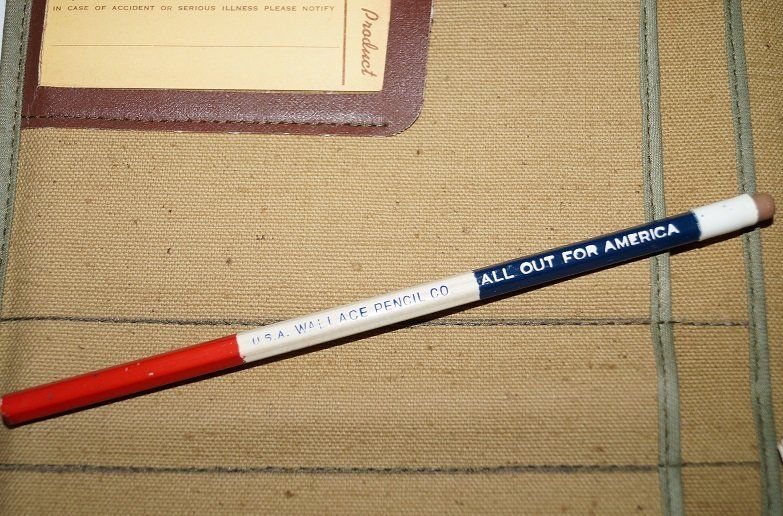 IN CASE OF ACCIDENT OR SERIOUS ILLNESS PLEASE NOTIFY
Product
U.S.A. WALLACE PENCIL CO
ALL OUT FOR AMERICA